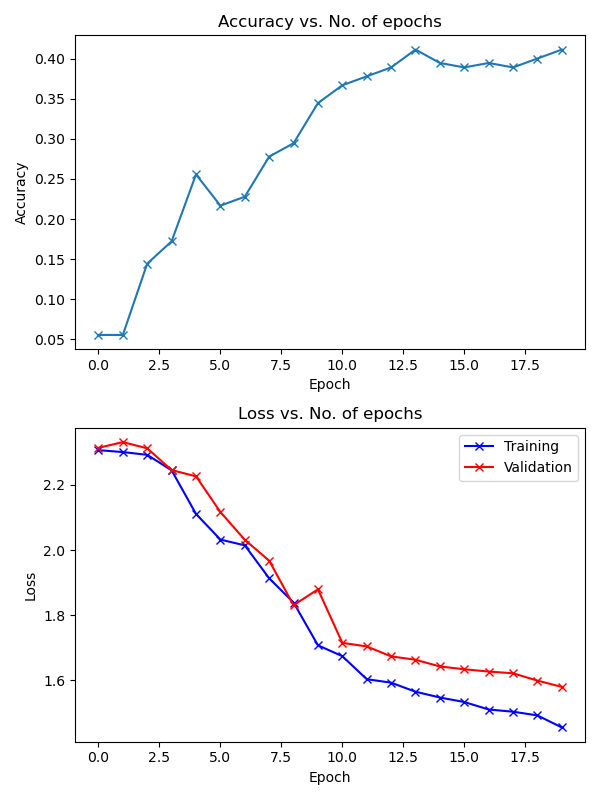 Accuracy vs. No. of epochs
0.40
0.35
0.30
0.25
0.20
0.15
0.10
0.05
Accuracy
0.0 2.5 5.0 7.5 10.0 12.5 15.0 17.5
Epoch
Loss vs. No. of epochs
Training
Validation
2.2
2.0
1.8
1.6
Loss
0.0 2.5 5.0 7.5 10.0 12.5 15.0 17.5
Epoch